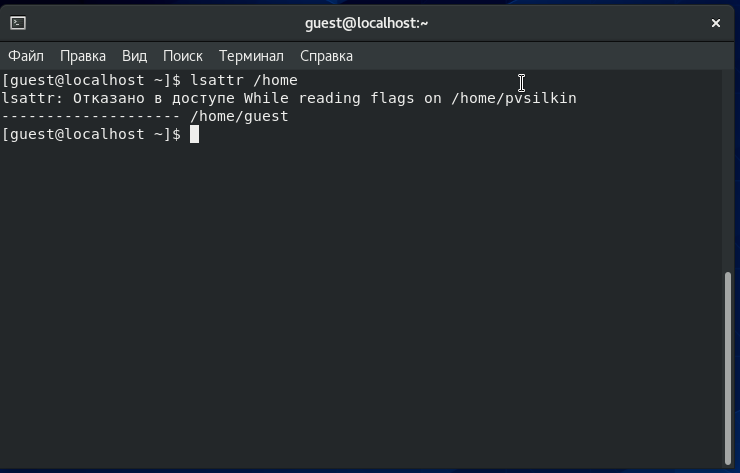 guest@localhost:~
Файл Правка Вид Поиск Терминал Справка
[guest@localhost ~]$ lsattr /home
lsattr: Отказано в доступе While reading flags on /home/pvsilkin
-------------------- /home/guest
[guest@localhost ~]$